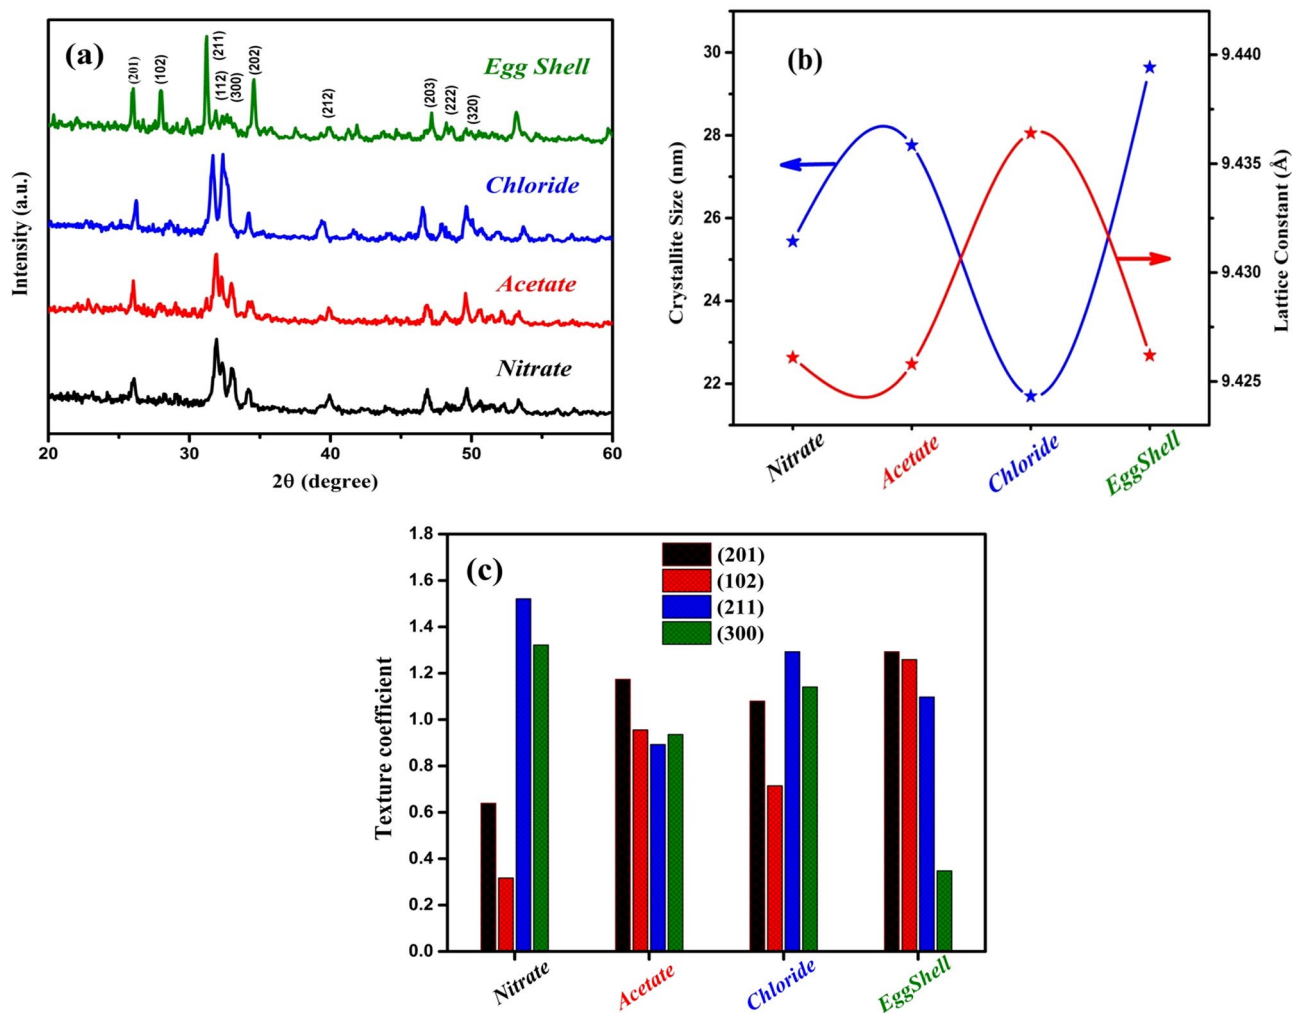 (a)
(201)
(102)
(211)
(112)
(300)
(202)
(212)
(203)
(222)
(320)
Egg Shell
Chloride
Acetate
Nitrate
Intensity (a.u.)
20
30
40
50
60
2θ (degree)
(b)
30
28
26
24
22
Crystallite Size (nm)
9.440
9.435
9.430
9.425
Lattice Constant (Å)
Nitrate
Acetate
Chloride
EggShell
(c)
(201)
(102)
(211)
(300)
1.8
1.6
1.4
1.2
1.0
0.8
0.6
0.4
0.2
0.0
Texture coefficient
Nitrate
Acetate
Chloride
EggShell